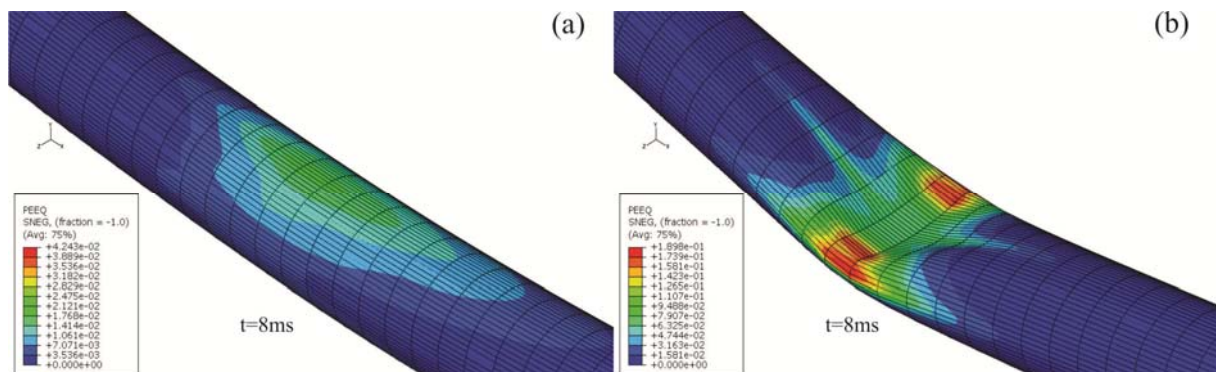 (a)
Y
Z X
PEEQ
SNEG, (fraction = -1.0)
(Avg: 75%)
+4.243e-02
+3.889e-02
+3.536e-02
+3.182e-02
+2.829e-02
+2.475e-02
+2.121e-02
+1.768e-02
+1.414e-02
+1.061e-02
+7.071e-03
+3.536e-03
+0.000e+00
t=8ms
(b)
Y
Z X
PEEQ
SNEG, (fraction = -1.0)
(Avg: 75%)
+1.898e-01
+1.739e-01
+1.581e-01
+1.423e-01
+1.265e-01
+1.107e-01
+9.488e-02
+7.907e-02
+6.325e-02
+4.744e-02
+3.163e-02
+1.581e-02
+0.000e+00
t=8ms